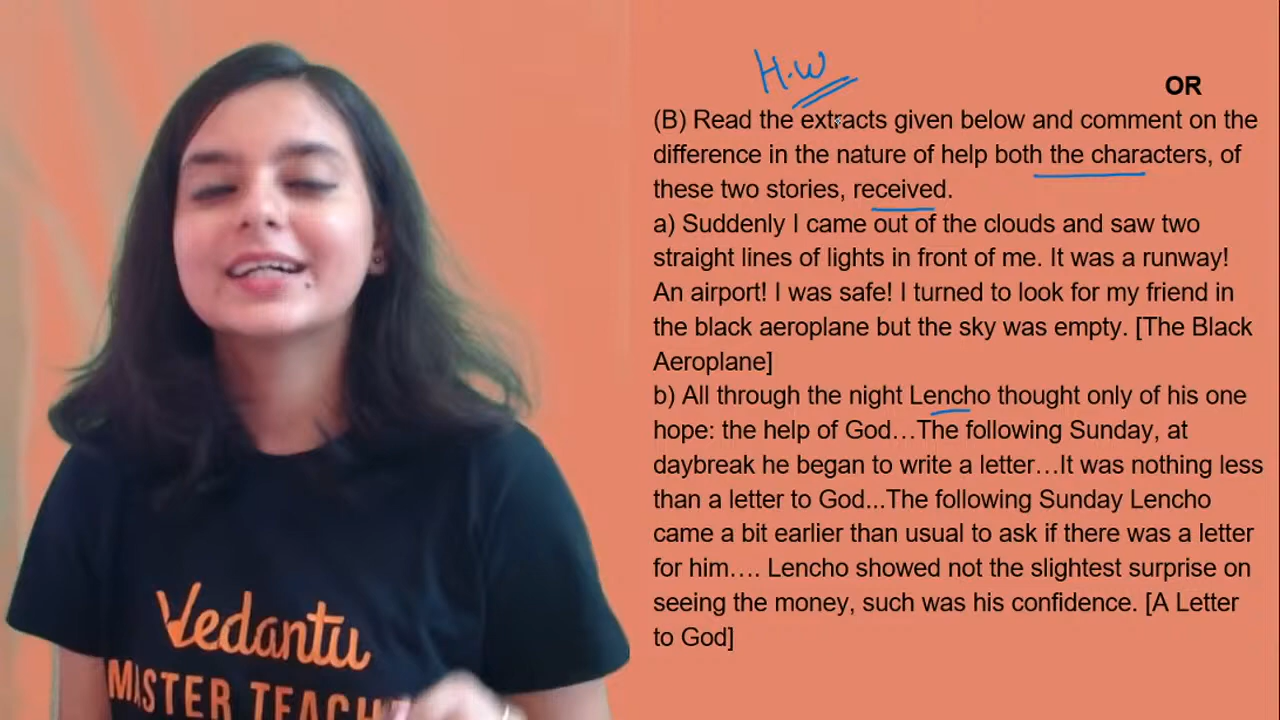 H.W
OR
(B) Read the extracts given below and comment on the
difference in the nature of help both the characters, of
these two stories, received.
a) Suddenly I came out of the clouds and saw two
straight lines of lights in front of me. It was a runway!
An airport! I was safe! I turned to look for my friend in
the black aeroplane but the sky was empty. [The Black
Aeroplane]
b) All through the night Lencho thought only of his one
hope: the help of God…The following Sunday, at
daybreak he began to write a letter…It was nothing less
than a letter to God...The following Sunday Lencho
came a bit earlier than usual to ask if there was a letter
for him…. Lencho showed not the slightest surprise on
seeing the money, such was his confidence. [A Letter
to God]
Vedantu
MASTER TEACH